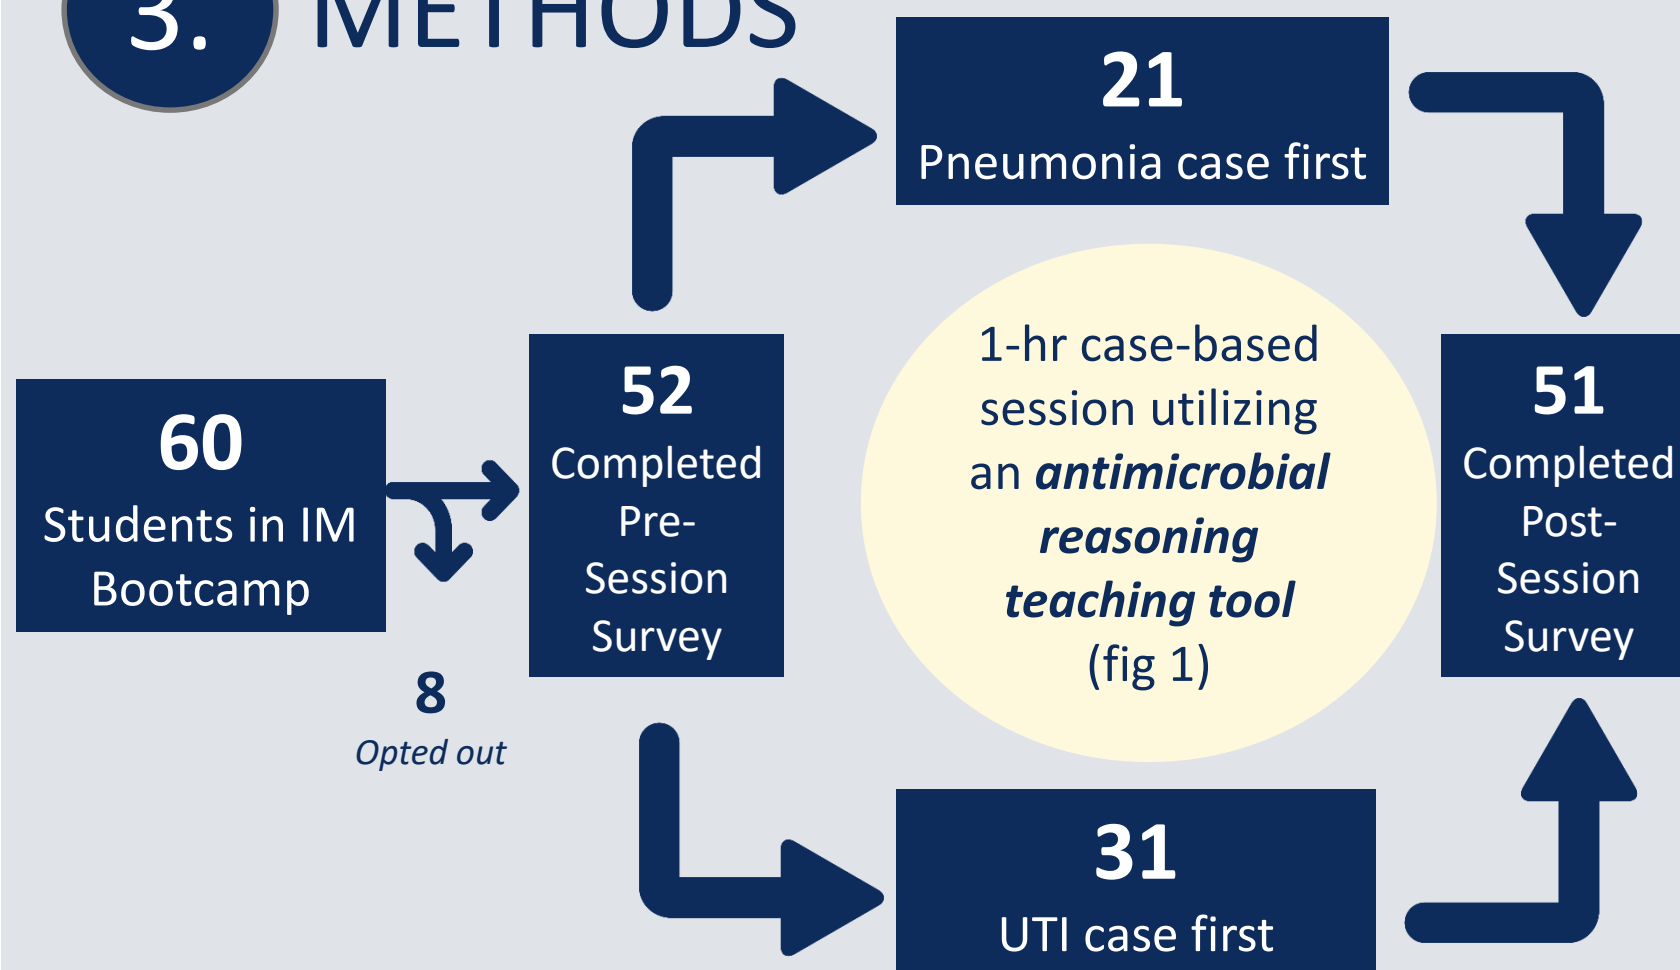 3. METHODS
21
Pneumonia case first
60
Students in IM
Bootcamp
8
Opted out
52
Completed
Pre-
Session
Survey
1-hr case-based
session utilizing
an antimicrobial
reasoning
teaching tool
(fig 1)
51
Completed
Post-
Session
Survey
31
UTI case first